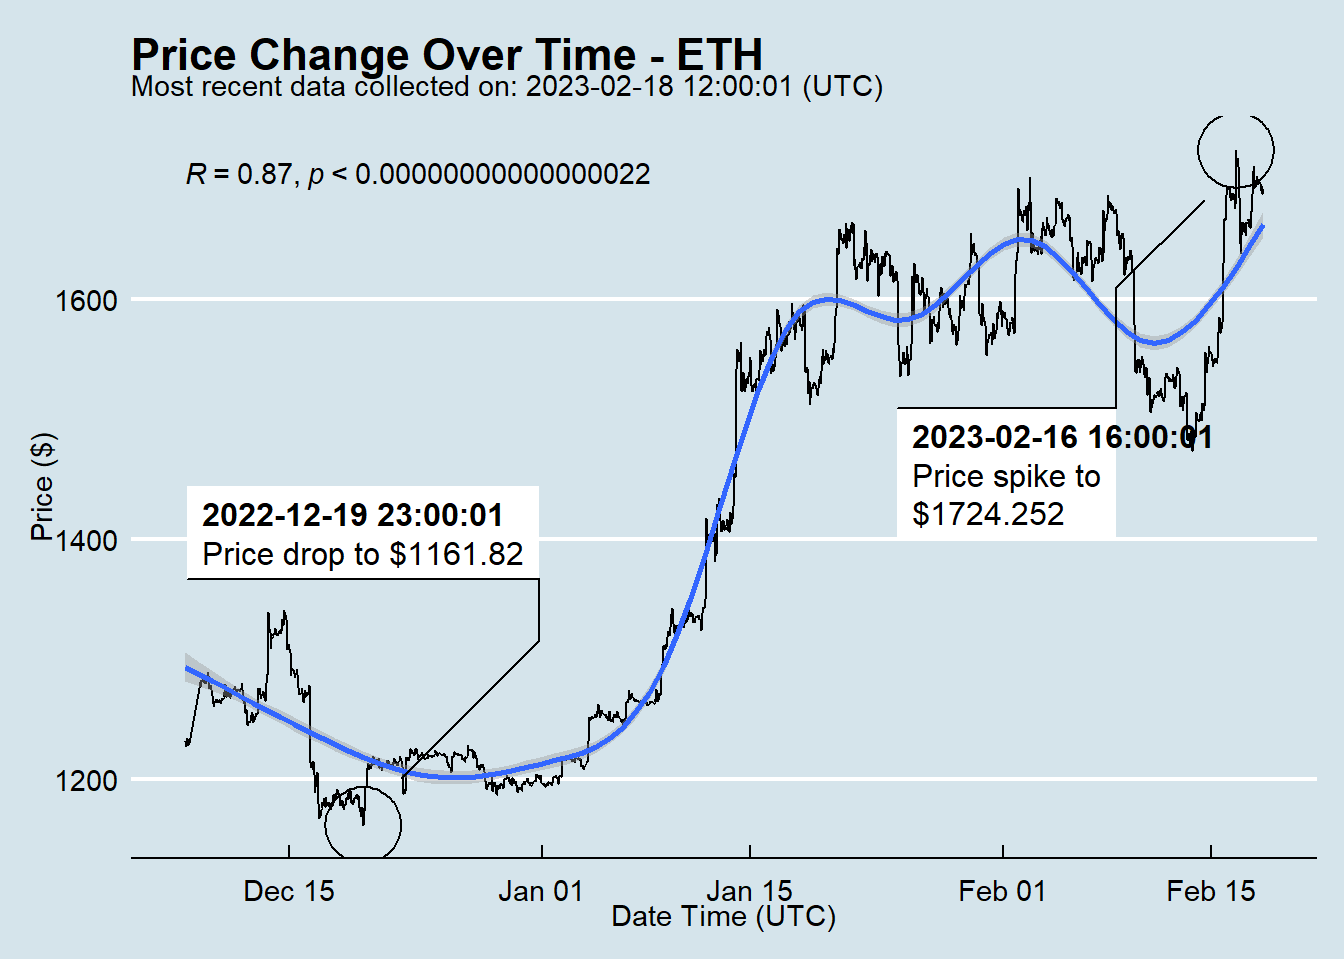 Price Change Over Time - ETH
Most recent data collected on: 2023-02-18 12:00:01 (UTC)
R = 0.87, p < 0.00000000000000022
1600
2023-02-16 16:00:01
Price spike to
$1724.252
Price ($)
1400
2022-12-19 23:00:01
Price drop to $1161.82
1200
Dec 15 Jan 01 Jan 15 Feb 01 Feb 15
Date Time (UTC)